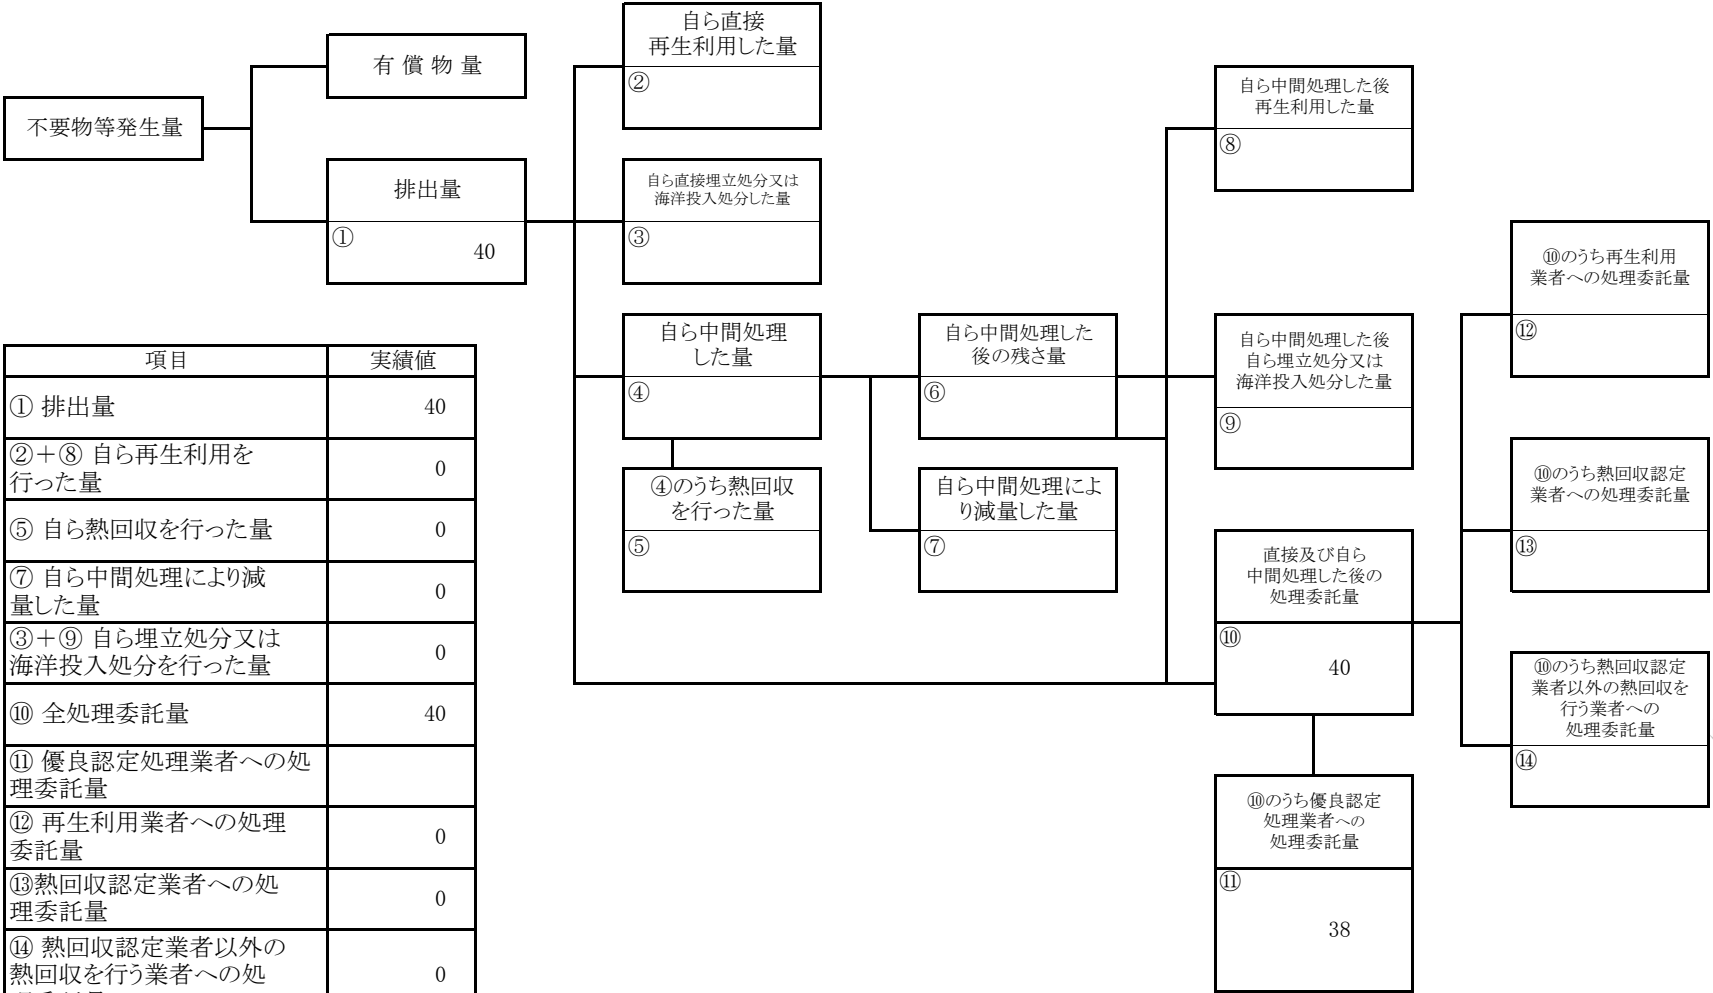 不要物等発生量
有償物量
排出量
①
40
自ら直接
再生利用した量
②
自ら直接埋立処分又は
海洋投入処分した量
③
自ら中間処理
した量
④
④のうち熱回収
を行った量
⑤
自ら中間処理した
後の残さ量
⑥
自ら中間処理によ
り減量した量
⑦
自ら中間処理した後
再生利用した量
⑧
自ら中間処理した後
自ら埋立処分又は
海洋投入処分した量
⑨
直接及び自ら
中間処理した後の
処理委託量
⑩
40
⑩のうち優良認定
処理業者への
処理委託量
⑪
38
⑩のうち再生利用
業者への処理委託量
⑫
⑩のうち熱回収認定
業者への処理委託量
⑬
⑩のうち熱回収認定
業者以外の熱回収を
行う業者への
処理委託量
⑭
項目 実績値
① 排出量 40
②＋⑧ 自ら再生利用を
行った量 0
⑤ 自ら熱回収を行った量 0
⑦ 自ら中間処理により減
量した量 0
③＋⑨ 自ら埋立処分又は
海洋投入処分を行った量 0
⑩ 全処理委託量 40
⑪ 優良認定処理業者への処
理委託量
⑫ 再生利用業者への処理
委託量 0
⑬熱回収認定業者への処
理委託量 0
⑭ 熱回収認定業者以外の
熱回収を行う業者への処 0